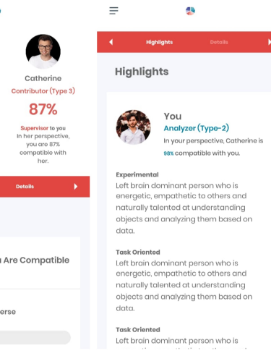 Catherine
Contributor (Type 3)
87%
Supervisor to you
In her perspective,
you are 87%
compatible with
her.
Details
u Are Compatible
erse
Highlights
Details
Highlights
You
Analyzer(Type-2)
In your perspective, Catherine is
98% compatible with you.
Experimental
Left brain dominant person who is
energetic, empathetic to others and
naturally talented at understanding
objects and analyzing them based on
data.
Task Oriented
Left brain dominant person who is
energetic, empathetic to others and
naturally talented at understanding
objects and analyzing them based on
data.
Task Oriented
Left brain dominant person who is